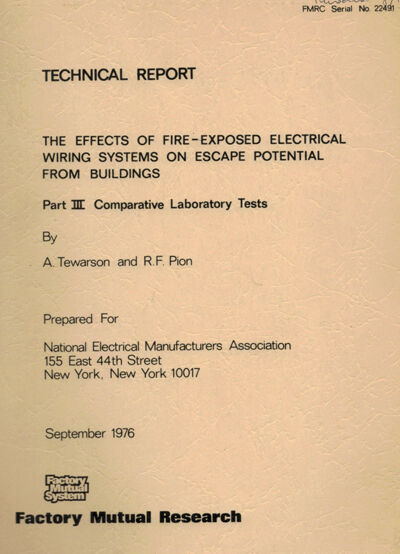 FMRC Serial No. 22491
TECHNICAL REPORT
THE EFFECTS OF FIRE-EXPOSED ELECTRICAL
WIRING SYSTEMS ON ESCAPE POTENTIAL
FROM BUILDINGS
Part III Comparative Laboratory Tests
By
A. Tewarson and R.F. Pion
Prepared For
National Electrical Manufacturers Association
155 East 44th Street
New York, New York 10017
September 1976
Factory
Mutual
System
Factory Mutual Research